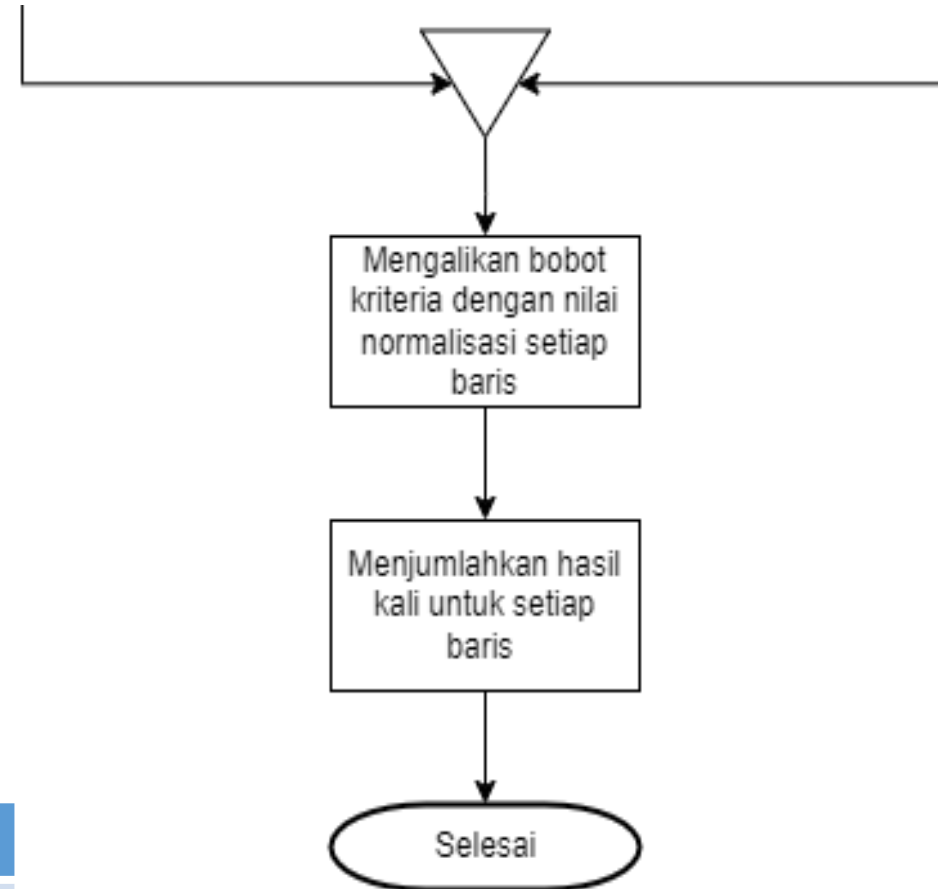 Mengalikan bobot
kriteria dengan nilai
normalisasi setiap
baris
Menjumlahkan hasil
kali untuk setiap
baris
Selesai